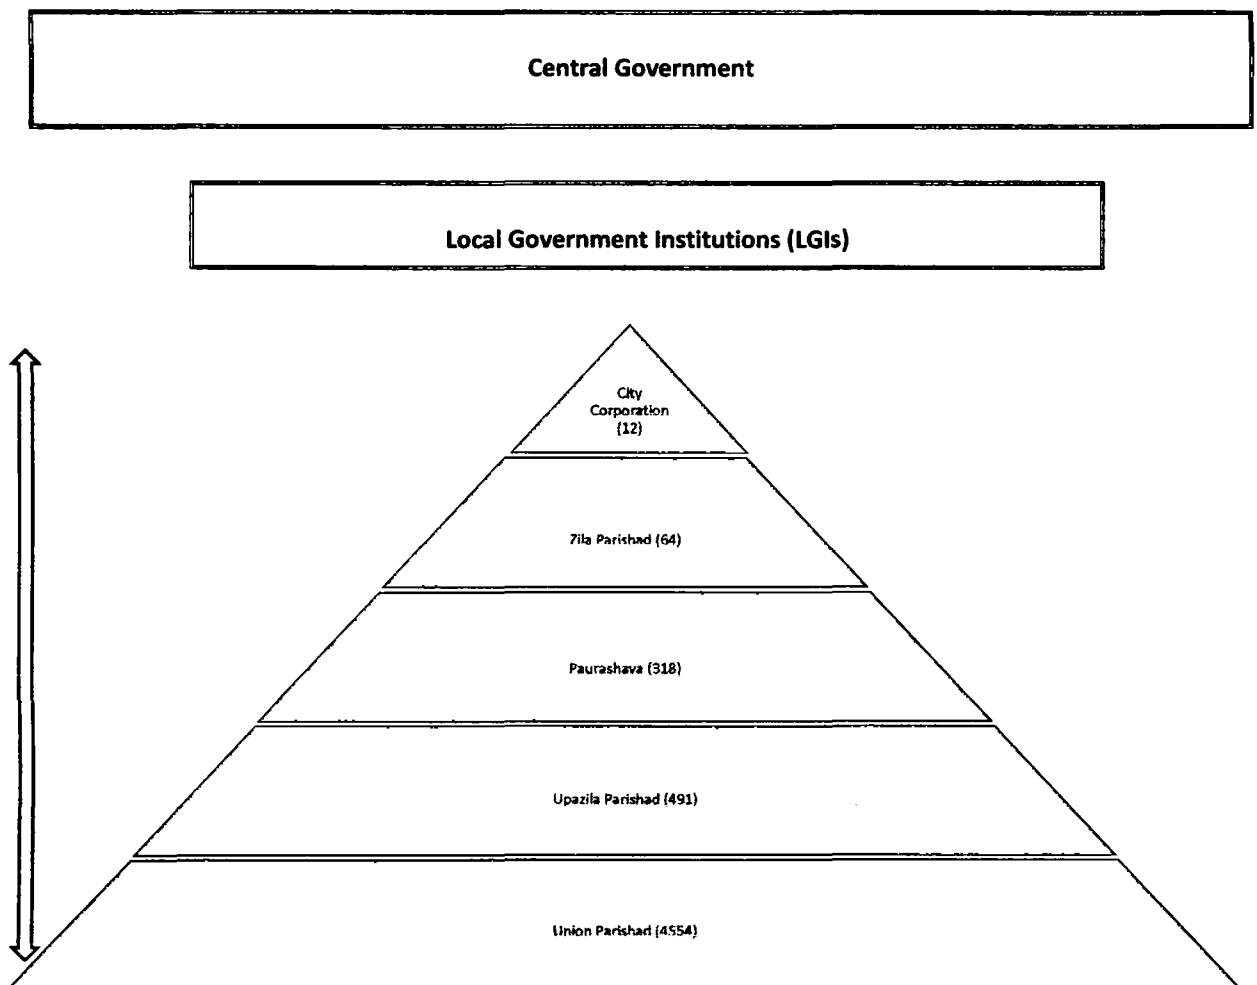 Central Government
Local Government Institutions (LGIs)
City
Corporation
(12)
Zila Parishad (64)
Paurashava (318)
Upazila Parishad (491)
Union Parishad (4554)